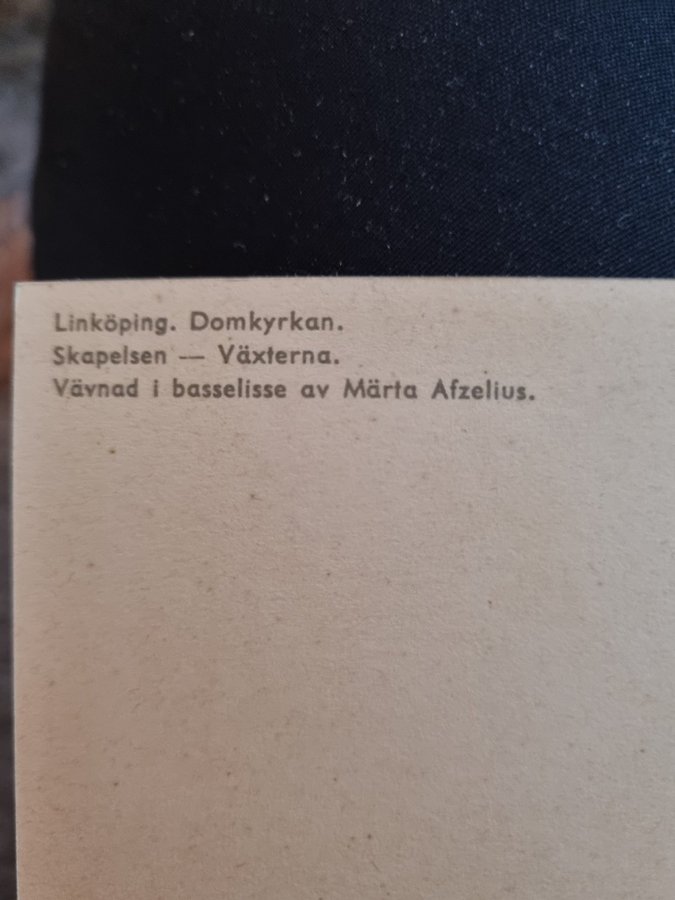 Linköping. Domkyrkan.
Skapelsen — Växterna.
Vävnad i basselisse av Märta Afzelius.